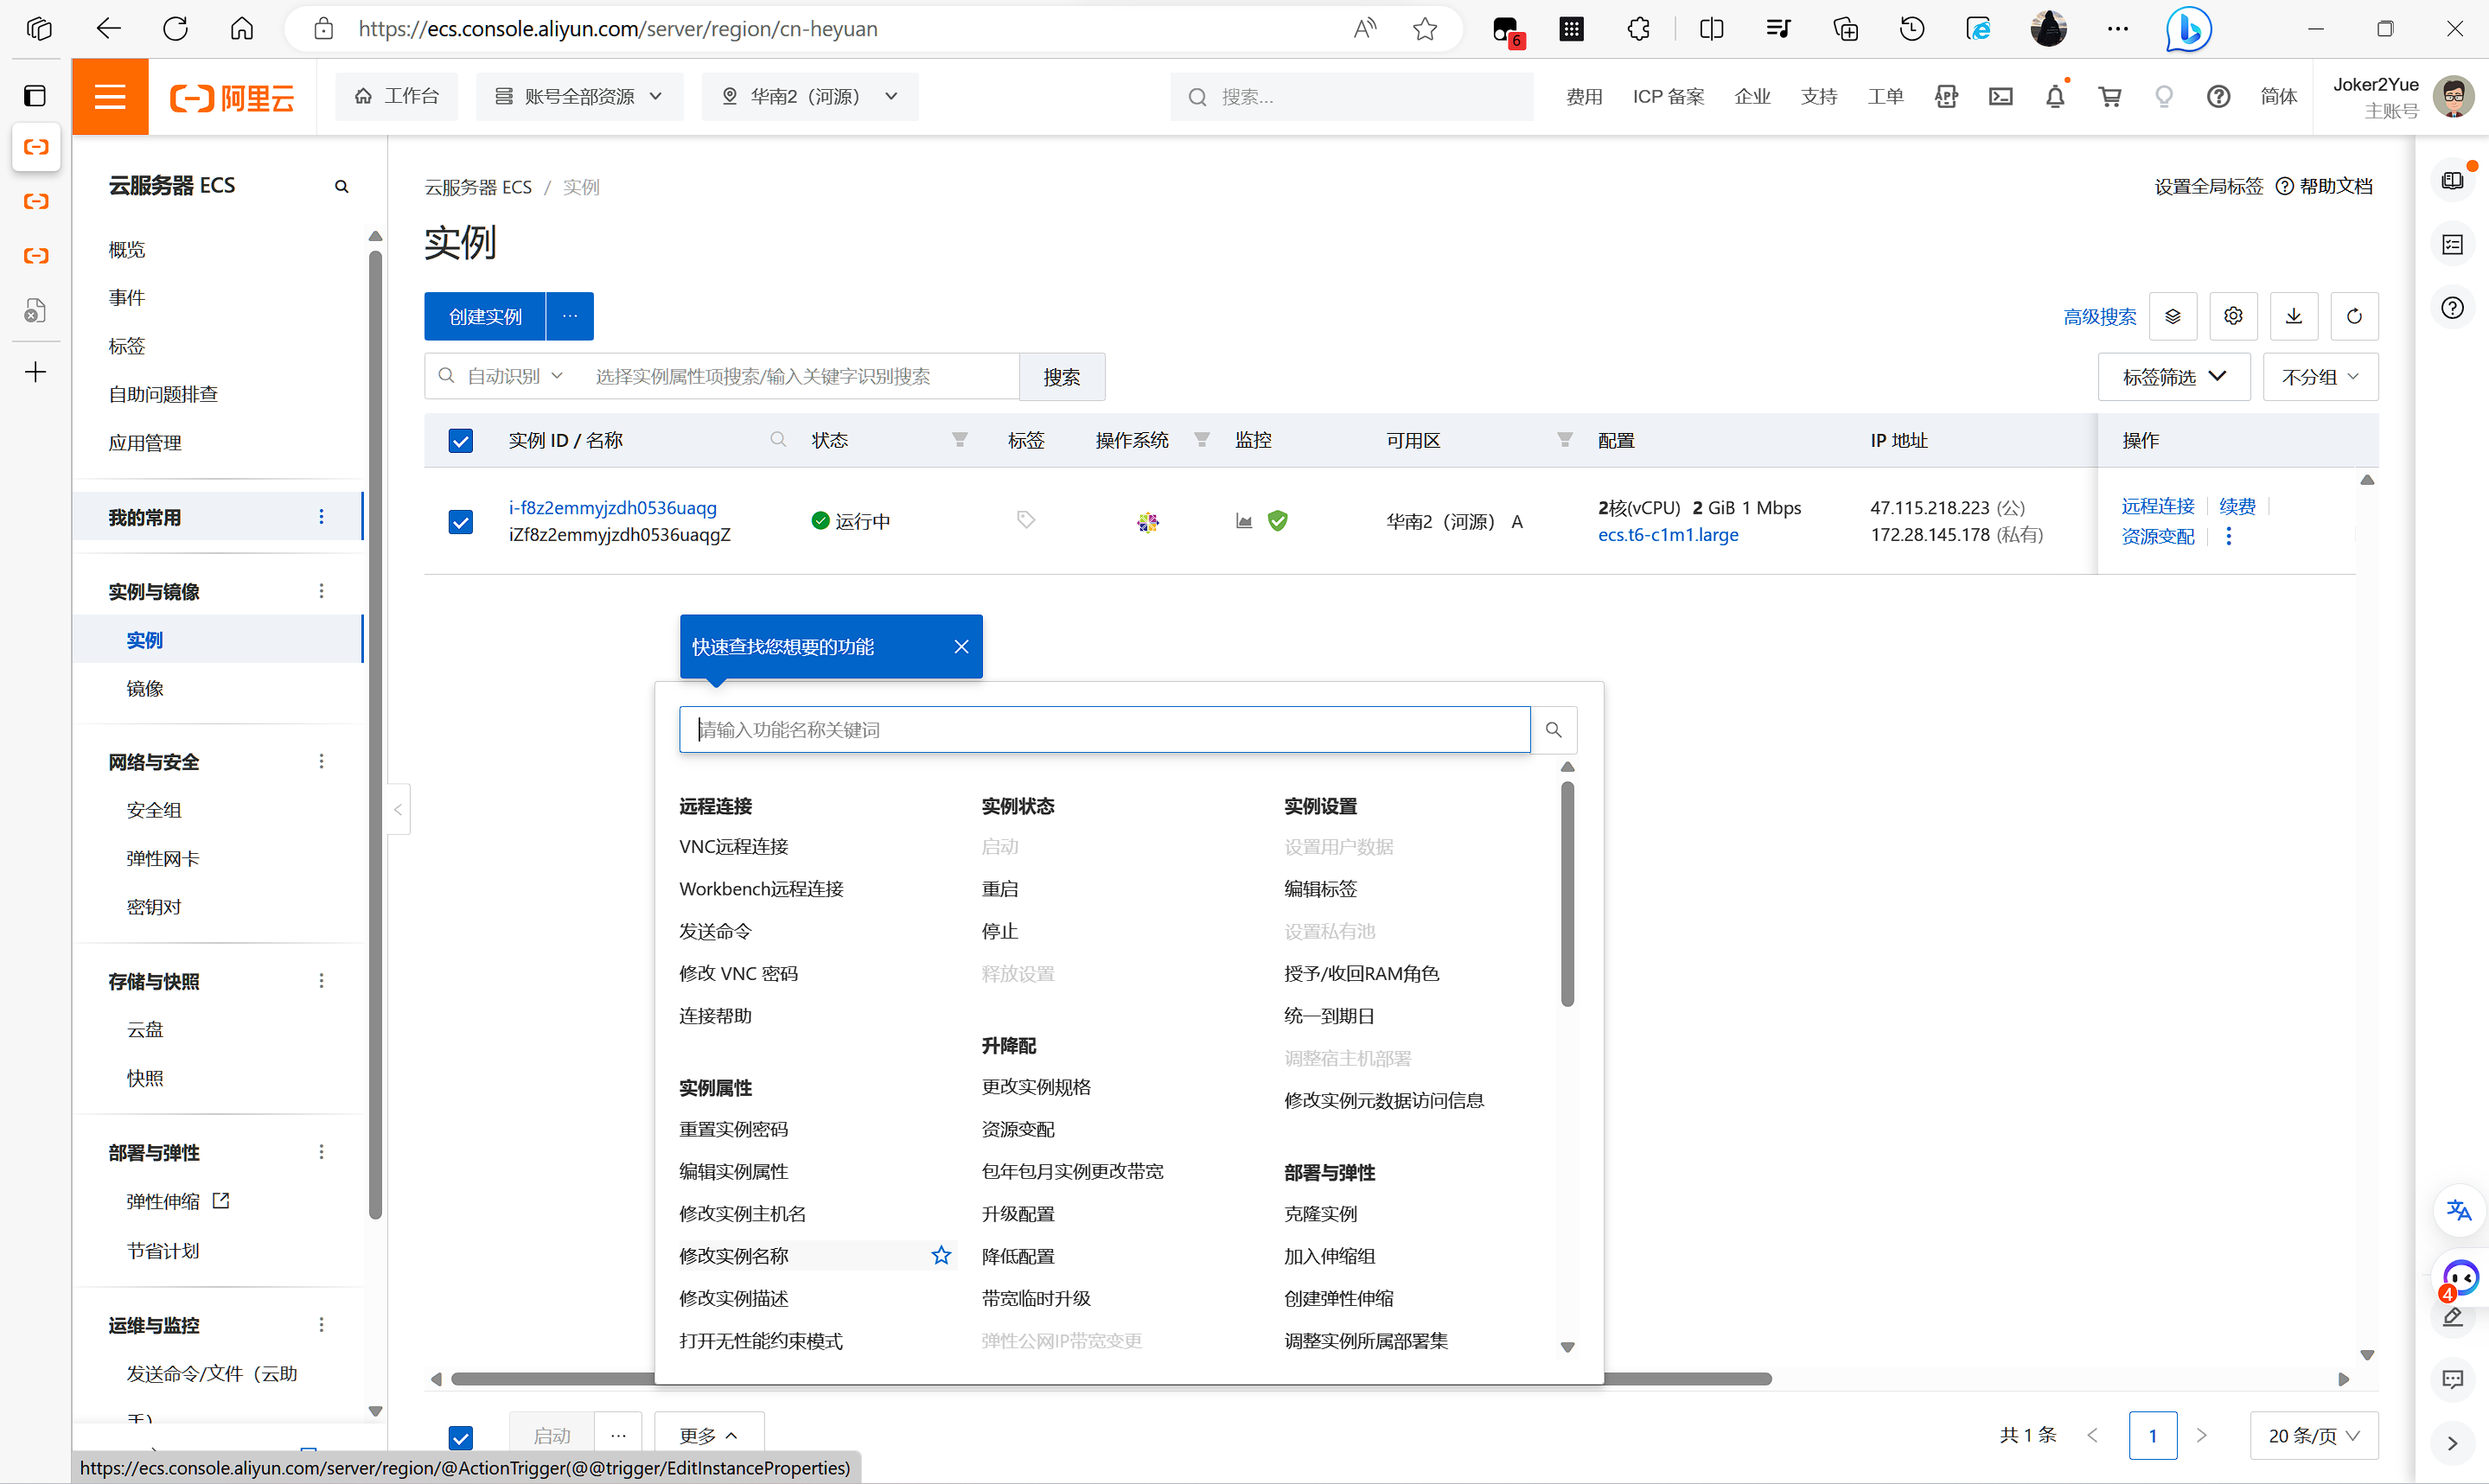 https://ecs.console.aliyun.com/server/region/cn-heyuan
6
阿里云
工作台
账号全部资源
华南2（河源）
搜索...
费用
ICP 备案
企业
支持
工单
简体
Joker2Yue
主账号
云服务器 ECS
概览
事件
标签
自助问题排查
应用管理
我的常用
实例与镜像
实例
镜像
网络与安全
安全组
弹性网卡
密钥对
存储与快照
云盘
快照
部署与弹性
弹性伸缩
节省计划
运维与监控
发送命令/文件（云助
手）
云服务器 ECS / 实例
设置全局标签
帮助文档
实例
创建实例
高级搜索
自动识别
选择实例属性项搜索/输入关键字识别搜索
搜索
标签筛选
不分组
实例 ID / 名称
状态
标签
操作系统
监控
可用区
配置
IP 地址
操作
i-f8z2emmyjzdh0536uaqg
iZf8z2emmyjzdh0536uaqgZ
运行中
华南2（河源） A
2核(vCPU) 2 GiB 1 Mbps
ecs.t6-c1m1.large
47.115.218.223 (公)
172.28.145.178 (私有)
远程连接
续费
资源变配
快速查找您想要的功能
请输入功能名称关键词
远程连接
VNC远程连接
Workbench远程连接
发送命令
修改 VNC 密码
连接帮助
实例属性
重置实例密码
编辑实例属性
修改实例主机名
修改实例名称
修改实例描述
打开无性能约束模式
实例状态
启动
重启
停止
释放设置
升降配
更改实例规格
资源变配
包年包月实例更改带宽
升级配置
降低配置
带宽临时升级
弹性公网IP带宽变更
实例设置
设置用户数据
编辑标签
设置私有池
授予/收回RAM角色
统一到期日
调整宿主机部署
修改实例元数据访问信息
部署与弹性
克隆实例
加入伸缩组
创建弹性伸缩
调整实例所属部署集
4
启动
...
更多
共 1 条
1
20 条/页
https://ecs.console.aliyun.com/server/region/@ActionTrigger(@@trigger/EditInstanceProperties)